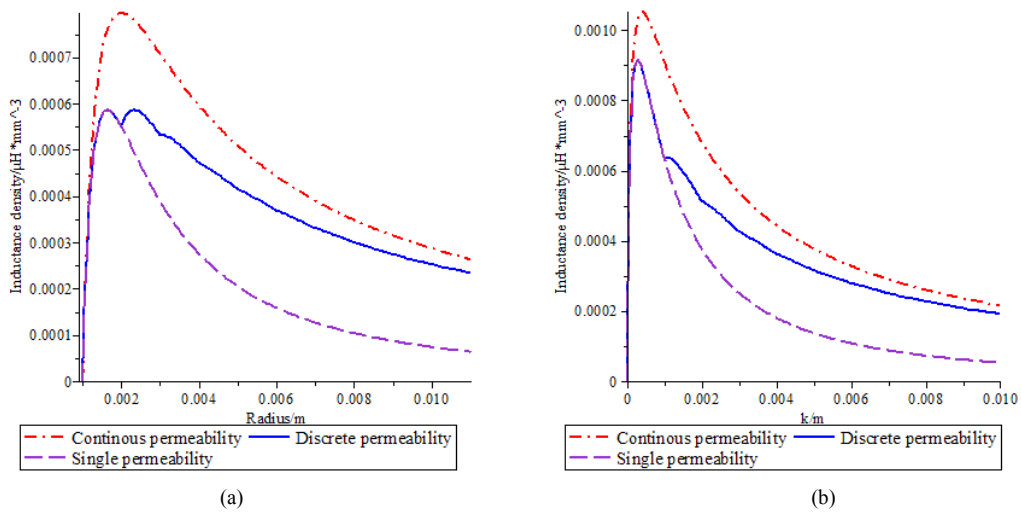 Inductance density/μH*mm^-3
0.0007
0.0006
0.0005
0.0004
0.0003
0.0002
0.0001
0
0.002
0.004
0.006
0.008
0.010
Radius/m
Continous permeability
Discrete permeability
Single permeability
(a)
Inductance density/μH*mm^-3
0.0010
0.0008
0.0006
0.0004
0.0002
0
0
0.002
0.004
0.006
0.008
0.010
k/m
Continous permeability
Discrete permeability
Single permeability
(b)